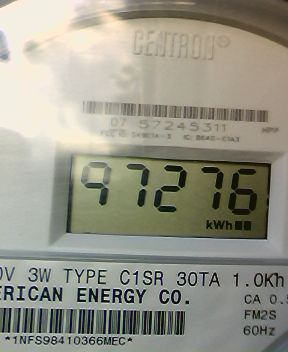 CENTRON®
07 57245311
97276
kWh
0V 3W TYPE C1SR 30TA 1.0Kh
ERICAN ENERGY CO.
CA 0.5
FM2S
60Hz
*1NFS98410366MEC*